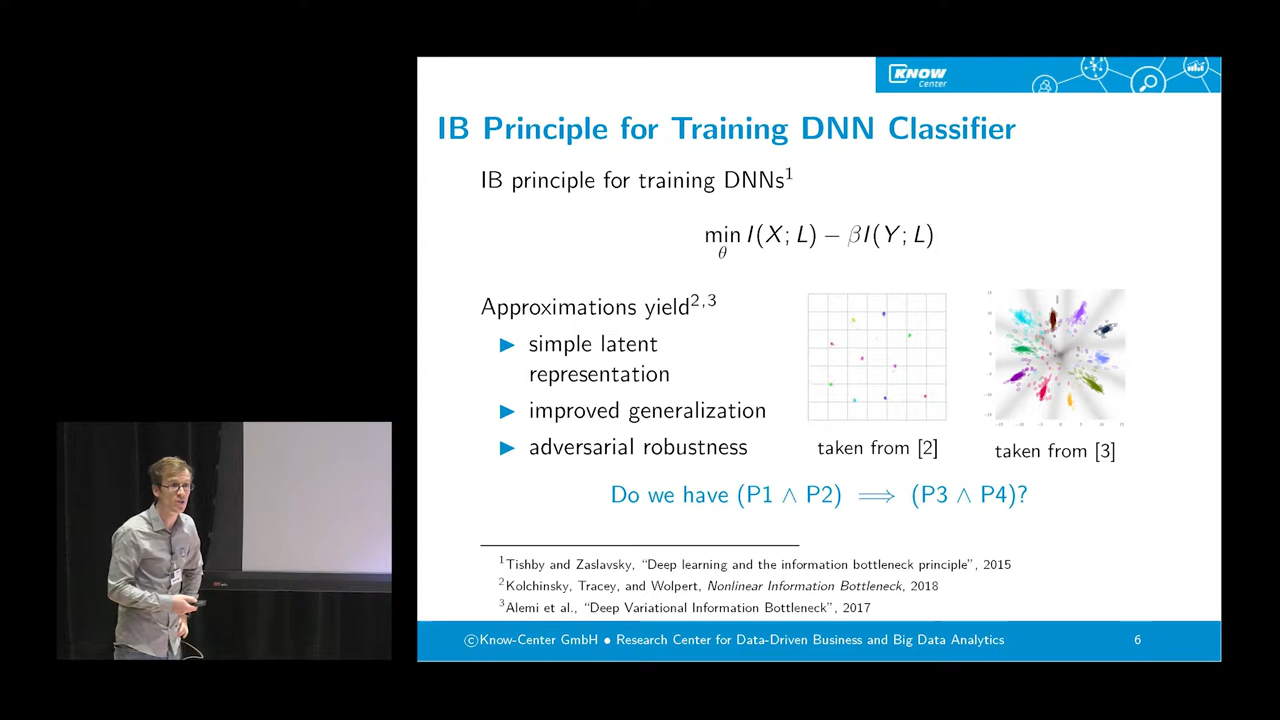 KNOW
Center
IB Principle for Training DNN Classifier
IB principle for training DNNs¹
min I(X; L) − βI(Y; L)
θ
Approximations yield²,³
▶ simple latent
representation
▶ improved generalization
▶ adversarial robustness
taken from [2]
taken from [3]
Do we have (P1 ∧ P2) ⟹ (P3 ∧ P4)?
¹Tishby and Zaslavsky, “Deep learning and the information bottleneck principle”, 2015
²Kolchinsky, Tracey, and Wolpert, Nonlinear Information Bottleneck, 2018
³Alemi et al., “Deep Variational Information Bottleneck”, 2017
©Know-Center GmbH • Research Center for Data-Driven Business and Big Data Analytics
6